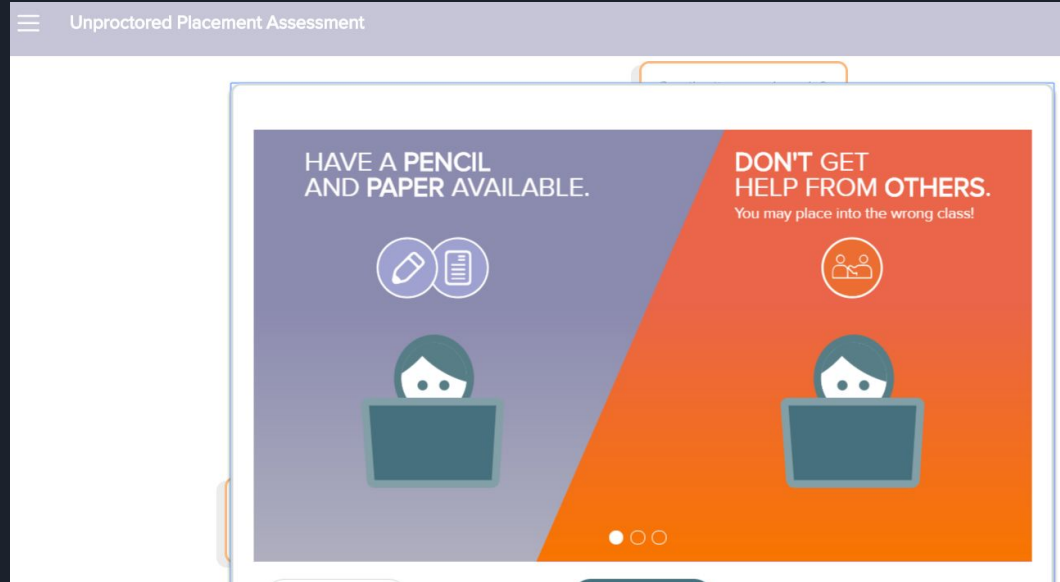 Unproctored Placement Assessment
HAVE A PENCIL
AND PAPER AVAILABLE.
DON'T GET
HELP FROM OTHERS.
You may place into the wrong class!